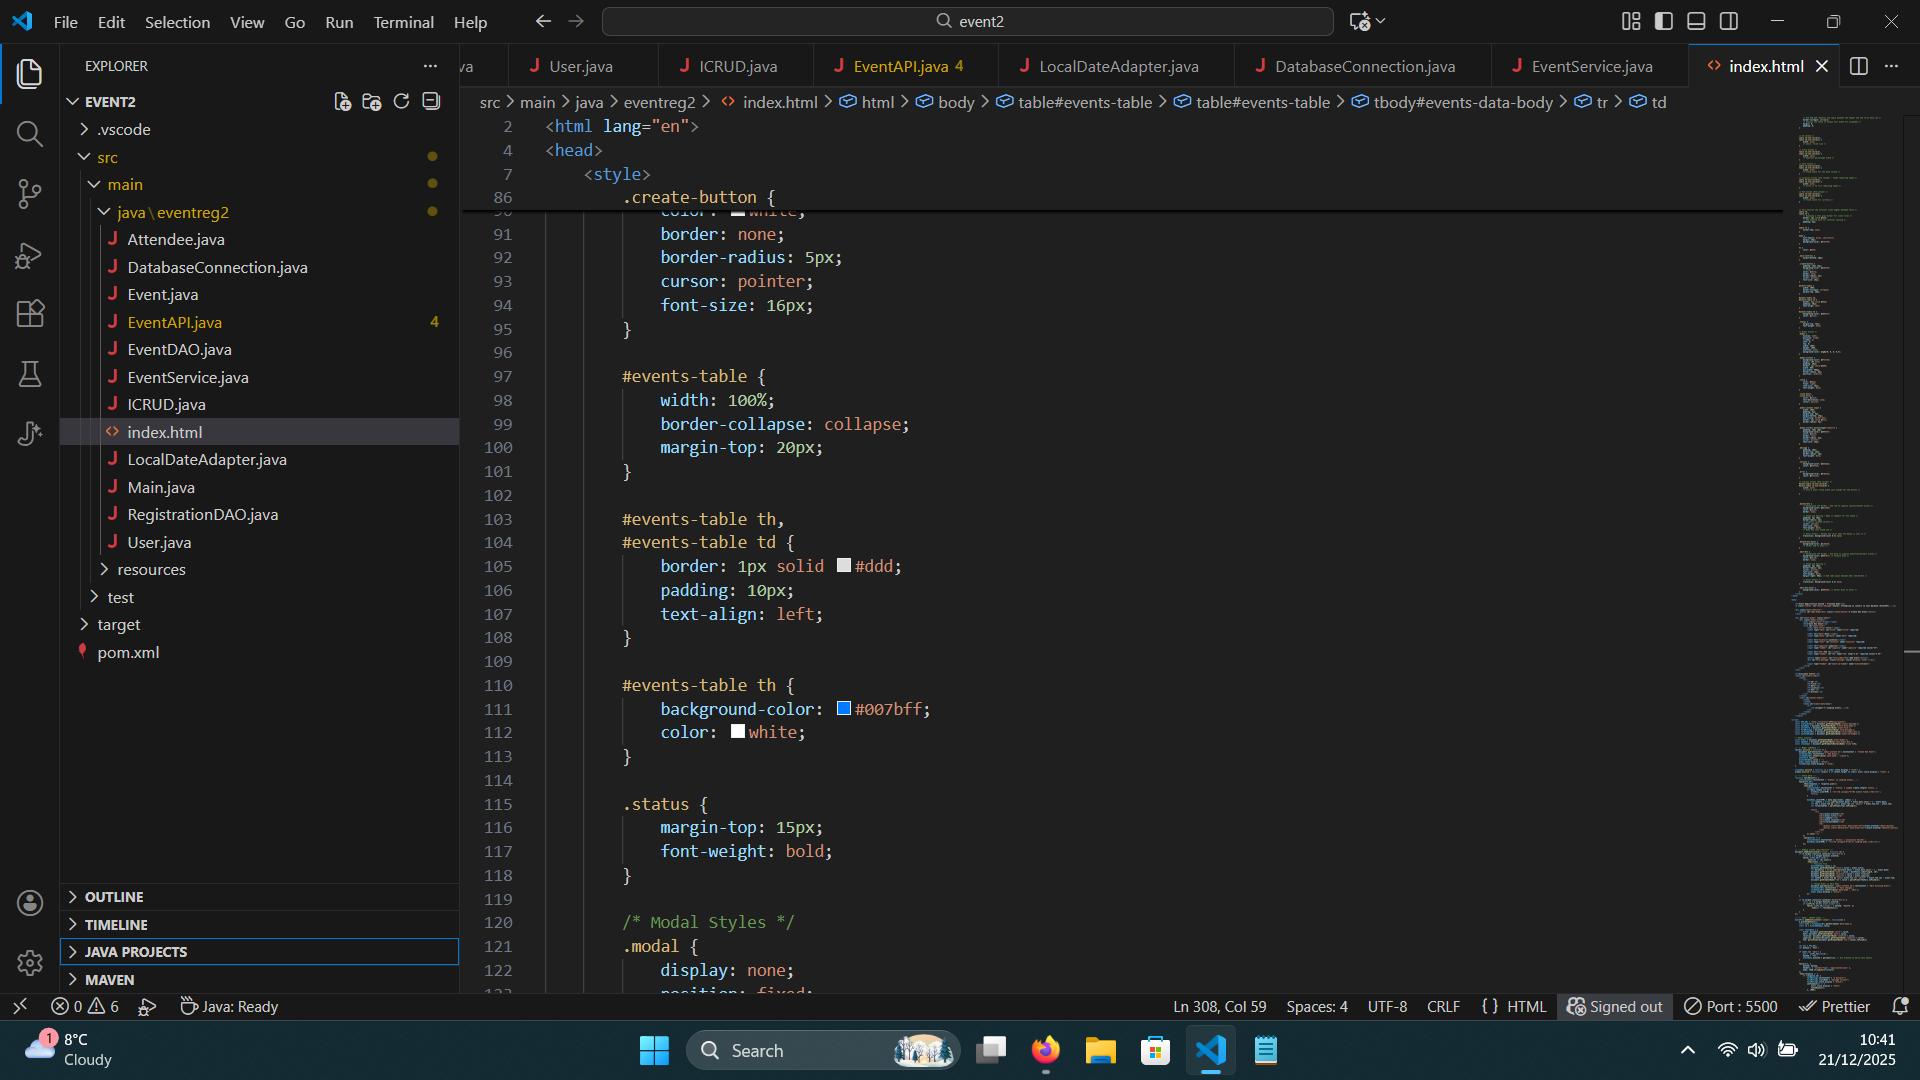 File Edit Selection View Go Run Terminal Help
event2
EXPLORER
va User.java ICRUD.java EventAPI.java 4 LocalDateAdapter.java DatabaseConnection.java EventService.java index.html
EVENT2
src main java eventreg2 index.html html body table#events-table table#events-table tbody#events-data-body tr td
.vscode
src
main
java\eventreg2
Attendee.java
DatabaseConnection.java
Event.java
EventAPI.java 4
EventDAO.java
EventService.java
ICRUD.java
index.html
LocalDateAdapter.java
Main.java
RegistrationDAO.java
User.java
resources
test
target
pom.xml
OUTLINE
TIMELINE
JAVA PROJECTS
MAVEN
2 <html lang="en">
4 <head>
7 <style>
86 .create-button {
90 color: white;
91 border: none;
92 border-radius: 5px;
93 cursor: pointer;
94 font-size: 16px;
95 }
96
97 #events-table {
98 width: 100%;
99 border-collapse: collapse;
100 margin-top: 20px;
101 }
102
103 #events-table th,
104 #events-table td {
105 border: 1px solid #ddd;
106 padding: 10px;
107 text-align: left;
108 }
109
110 #events-table th {
111 background-color: #007bff;
112 color: white;
113 }
114
115 .status {
116 margin-top: 15px;
117 font-weight: bold;
118 }
119
120 /* Modal Styles */
121 .modal {
122 display: none;
123 position: fixed;
0 6 Java: Ready Ln 308, Col 59 Spaces: 4 UTF-8 CRLF { } HTML Signed out Port : 5500 Prettier
1 8°C
Cloudy
Search
10:41
21/12/2025